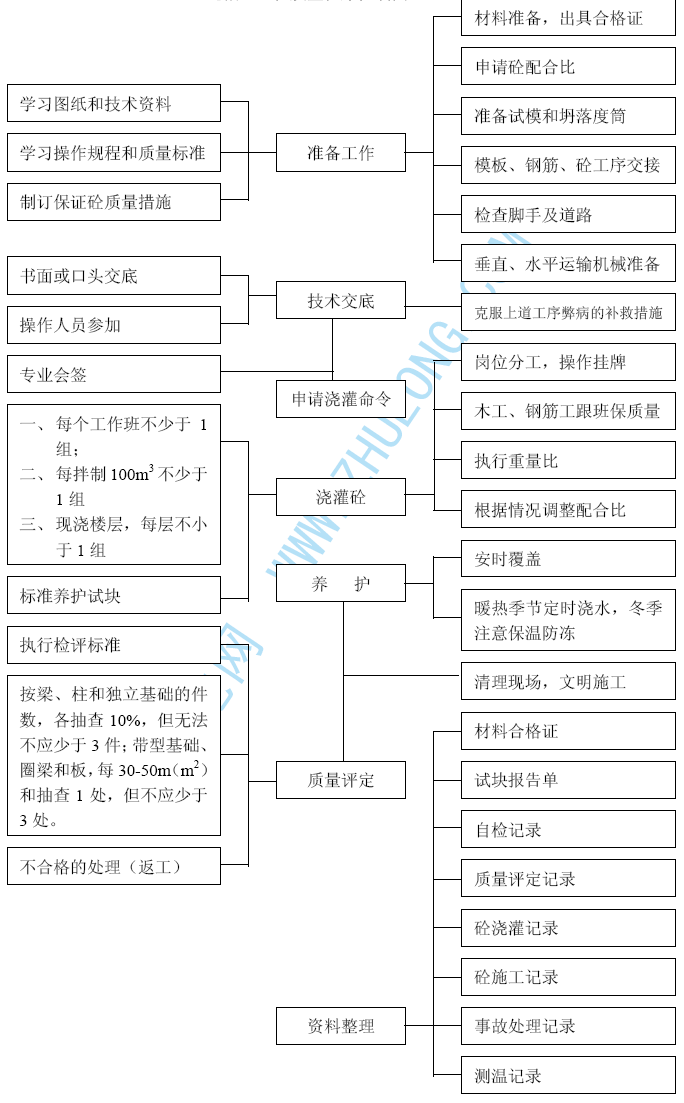 学习图纸和技术资料
学习操作规程和质量标准
制订保证砼质量措施
准备工作
材料准备，出具合格证
申请砼配合比
准备试模和坍落度筒
模板、钢筋、砼工序交接
检查脚手及道路
垂直、水平运输机械准备
书面或口头交底
操作人员参加
专业会签
技术交底
克服上道工序弊病的补救措施
申请浇灌命令
一、每个工作班不少于 1
组；
二、每拌制 100m³ 不少于
1 组
三、现浇楼层，每层不小
于 1 组
标准养护试块
浇灌砼
岗位分工，操作挂牌
木工、钢筋工跟班保质量
执行重量比
根据情况调整配合比
养 护
安时覆盖
暖热季节定时浇水，冬季
注意保温防冻
清理现场，文明施工
执行检评标准
按梁、柱和独立基础的件
数，各抽查 10%，但无法
不应少于 3 件；带型基础、
圈梁和板，每 30-50m（m²）
和抽查 1 处，但不应少于
3 处。
不合格的处理（返工）
质量评定
资料整理
材料合格证
试块报告单
自检记录
质量评定记录
砼浇灌记录
砼施工记录
事故处理记录
测温记录
WWW.ZHULONG.COM
网